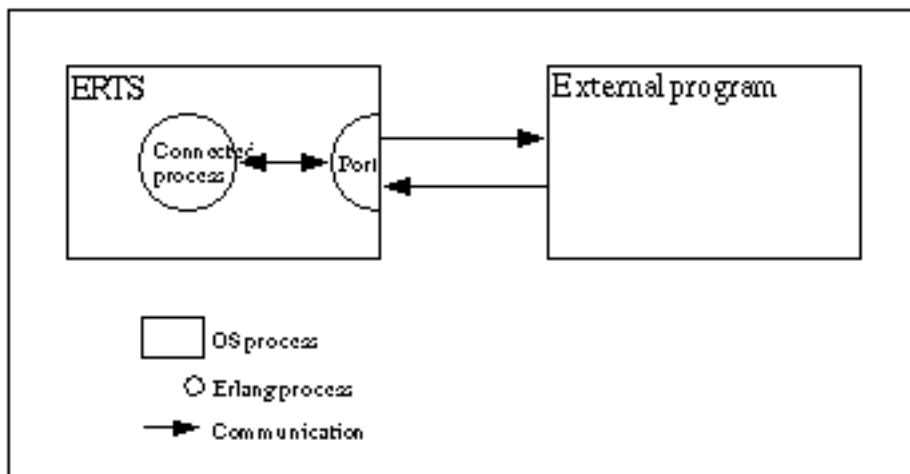 ERTS
External program
Connected
process
Port
OS process
Erlang process
Communication